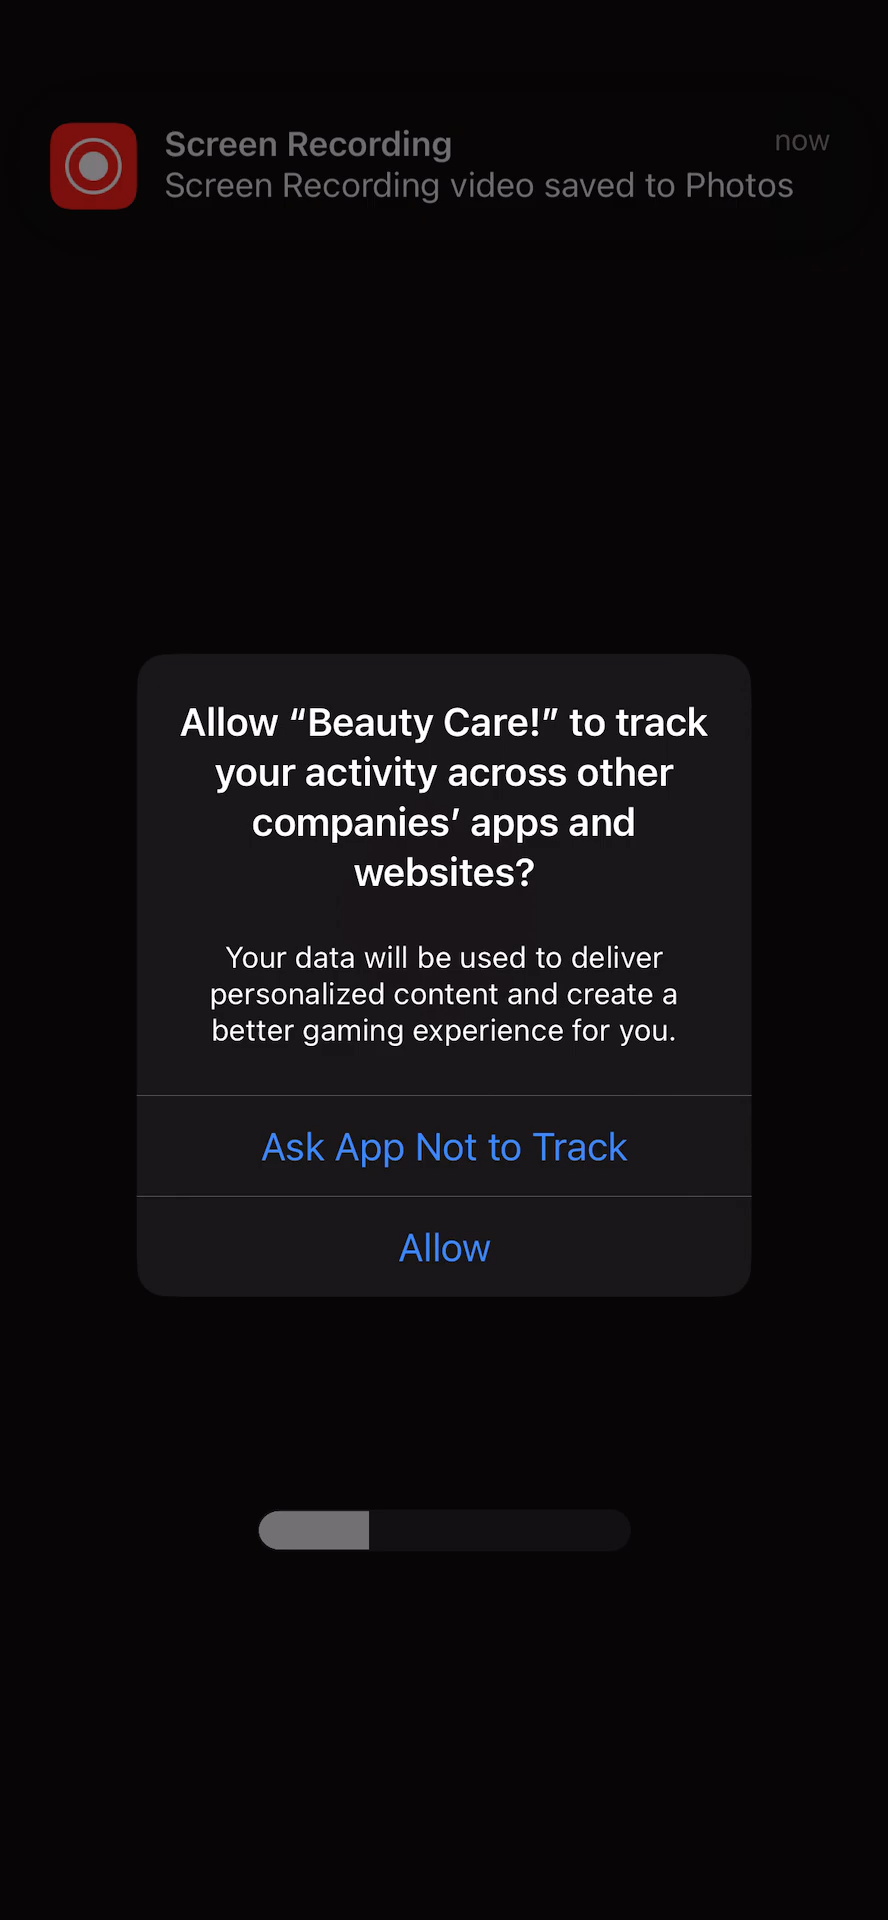 Screen Recording
now
Screen Recording video saved to Photos
Allow “Beauty Care!” to track
your activity across other
companies’ apps and
websites?
Your data will be used to deliver
personalized content and create a
better gaming experience for you.
Ask App Not to Track
Allow